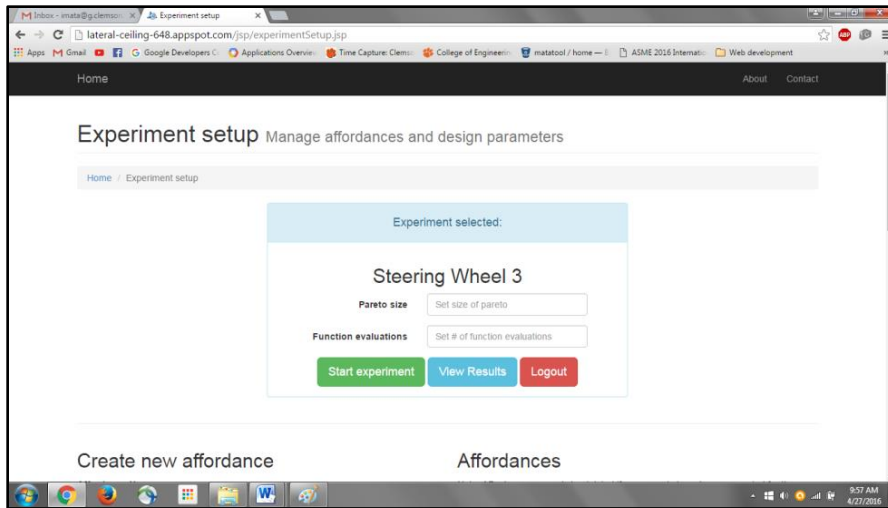 Inbox - imata@g.clemson
Experiment setup
lateral-ceiling-648.appspot.com/jsp/experimentSetup.jsp
Apps Gmail Google Developers C Applications Overview Time Capture: Clems College of Engineerin matatool / home — ASME 2016 Internati Web development
Home About Contact
Experiment setup Manage affordances and design parameters
Home / Experiment setup
Experiment selected:
Steering Wheel 3
Pareto size Set size of pareto
Function evaluations Set # of function evaluations
Start experiment View Results Logout
Create new affordance Affordances
9:57 AM
4/27/2016